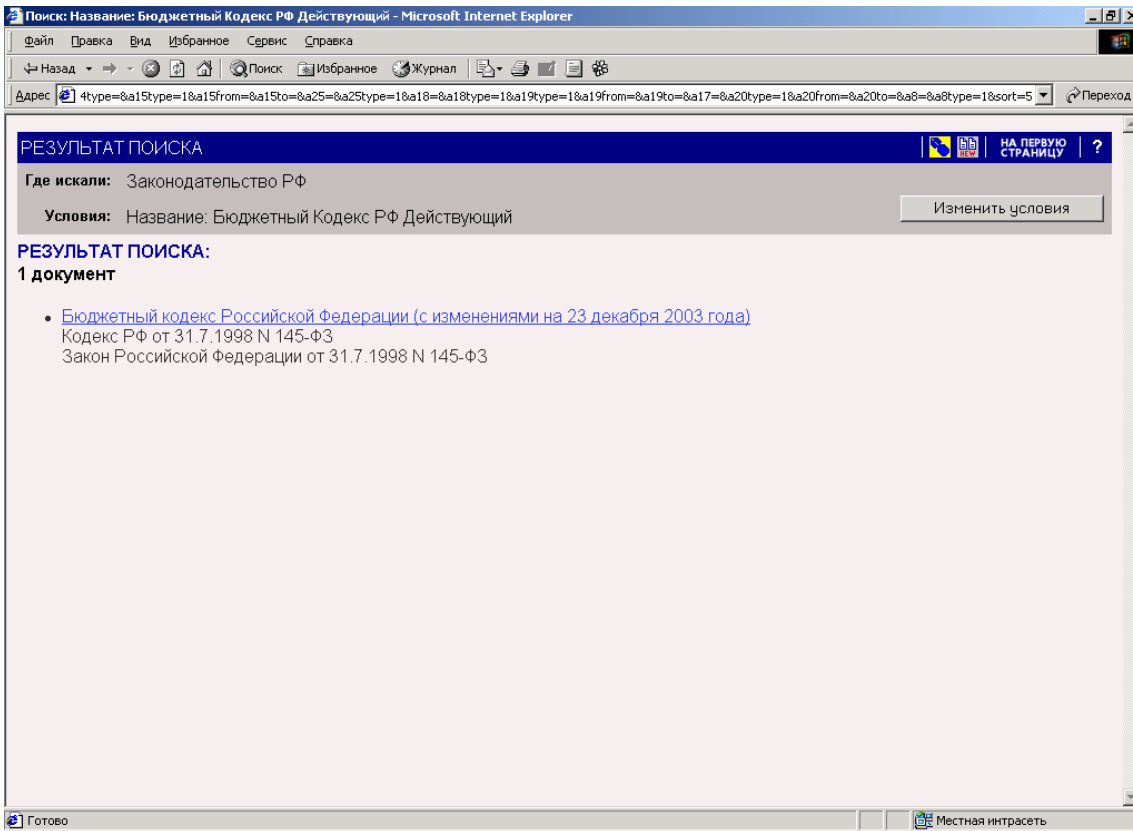 Поиск: Название: Бюджетный Кодекс РФ Действующий - Microsoft Internet Explorer
Файл Правка Вид Избранное Сервис Справка
Назад Поиск Избранное Журнал
Адрес 4type=&a15type=1&a15from=&a15to=&a25=&a25type=1&a18=&a18type=1&a19type=1&a19from=&a19to=&a17=&a20type=1&a20from=&a20to=&a8=&a8type=1&sort=5 Переход
РЕЗУЛЬТАТ ПОИСКА NEW НА ПЕРВУЮ СТРАНИЦУ ?
Где искали: Законодательство РФ
Условия: Название: Бюджетный Кодекс РФ Действующий Изменить условия
РЕЗУЛЬТАТ ПОИСКА:
1 документ
Бюджетный кодекс Российской Федерации (с изменениями на 23 декабря 2003 года)
Кодекс РФ от 31.7.1998 N 145-ФЗ
Закон Российской Федерации от 31.7.1998 N 145-ФЗ
Готово Местная интрасеть